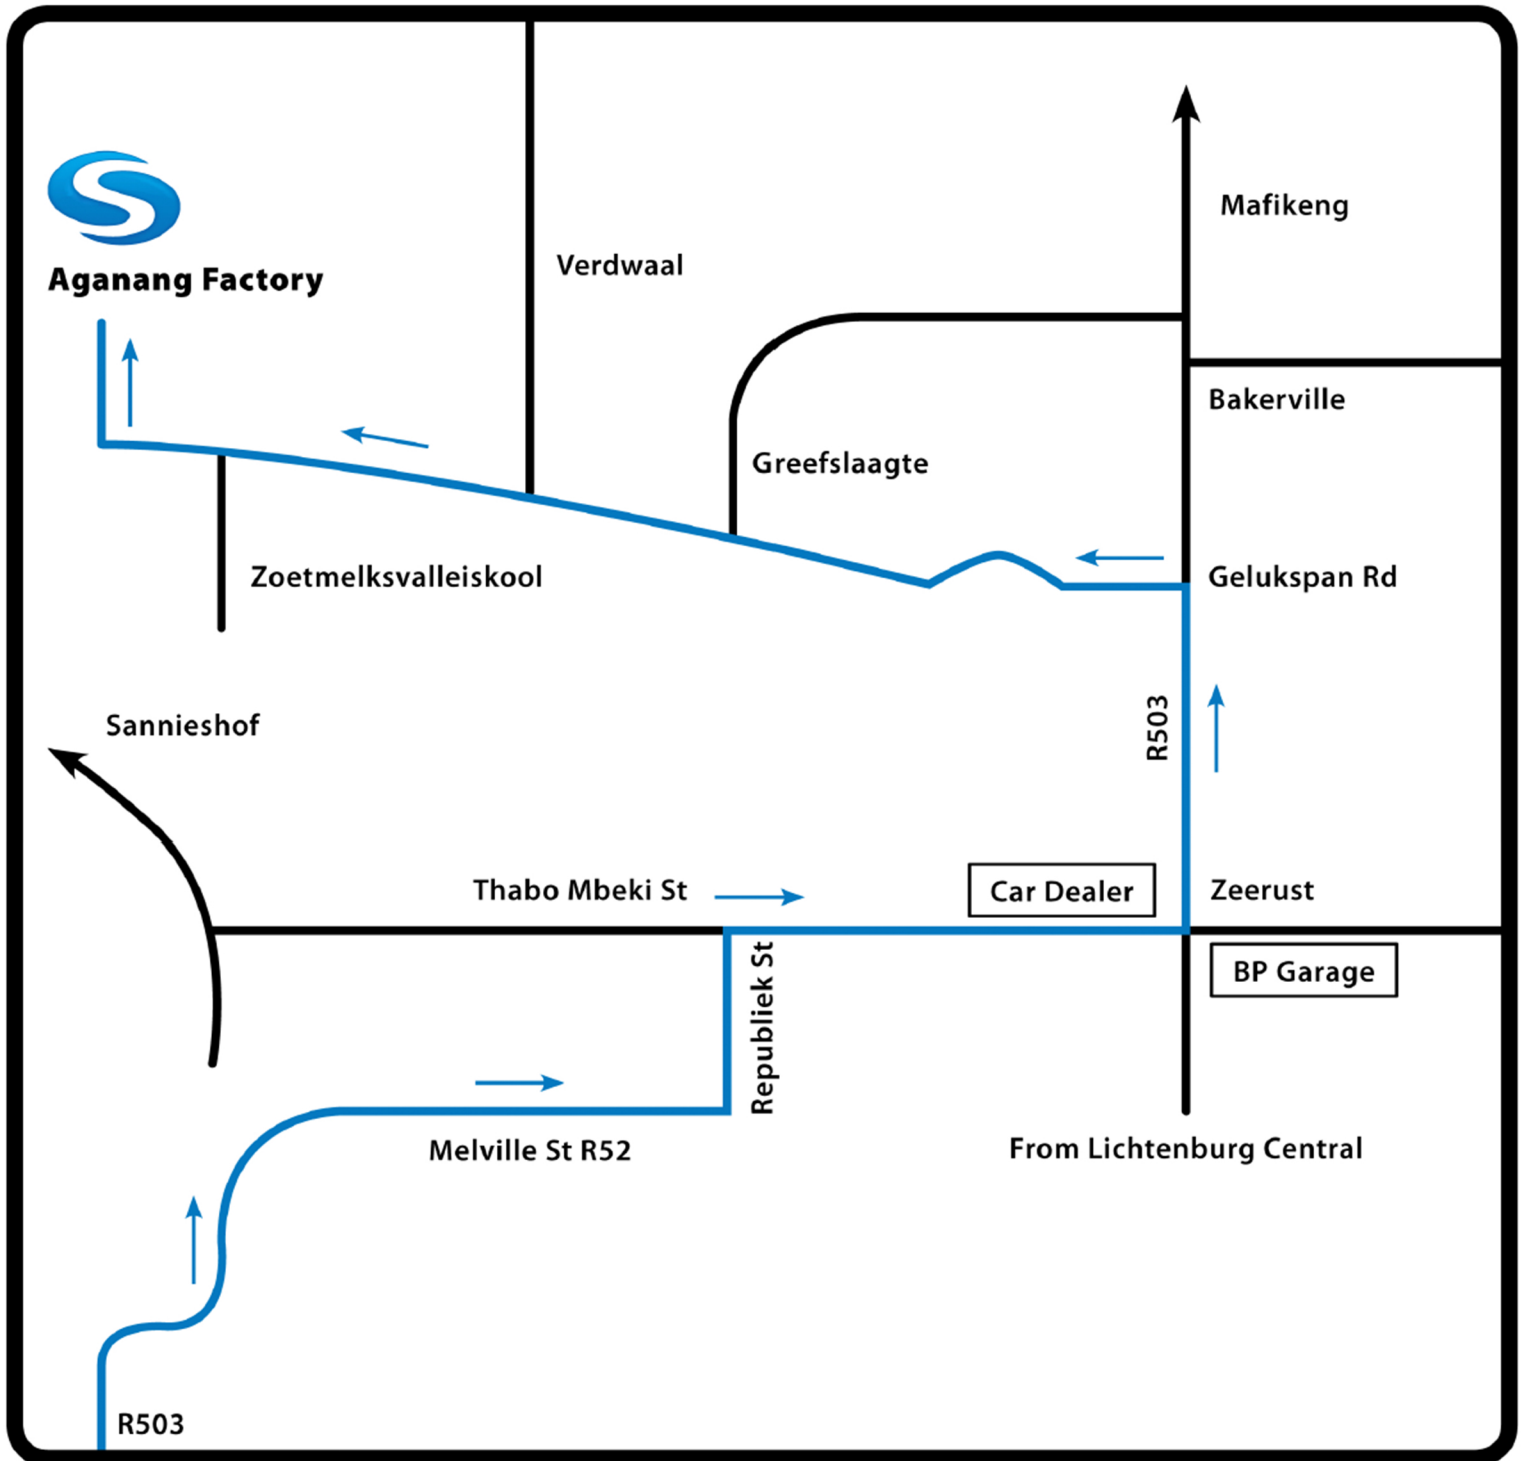 Mafikeng
Verdwaal
Aganang Factory
Bakerville
Greefslaagte
Zoetmelksvalleiskool
Gelukspan Rd
Sannieshof
R503
Thabo Mbeki St
Car Dealer
Zeerust
BP Garage
Republiek St
Melville St R52
From Lichtenburg Central
R503